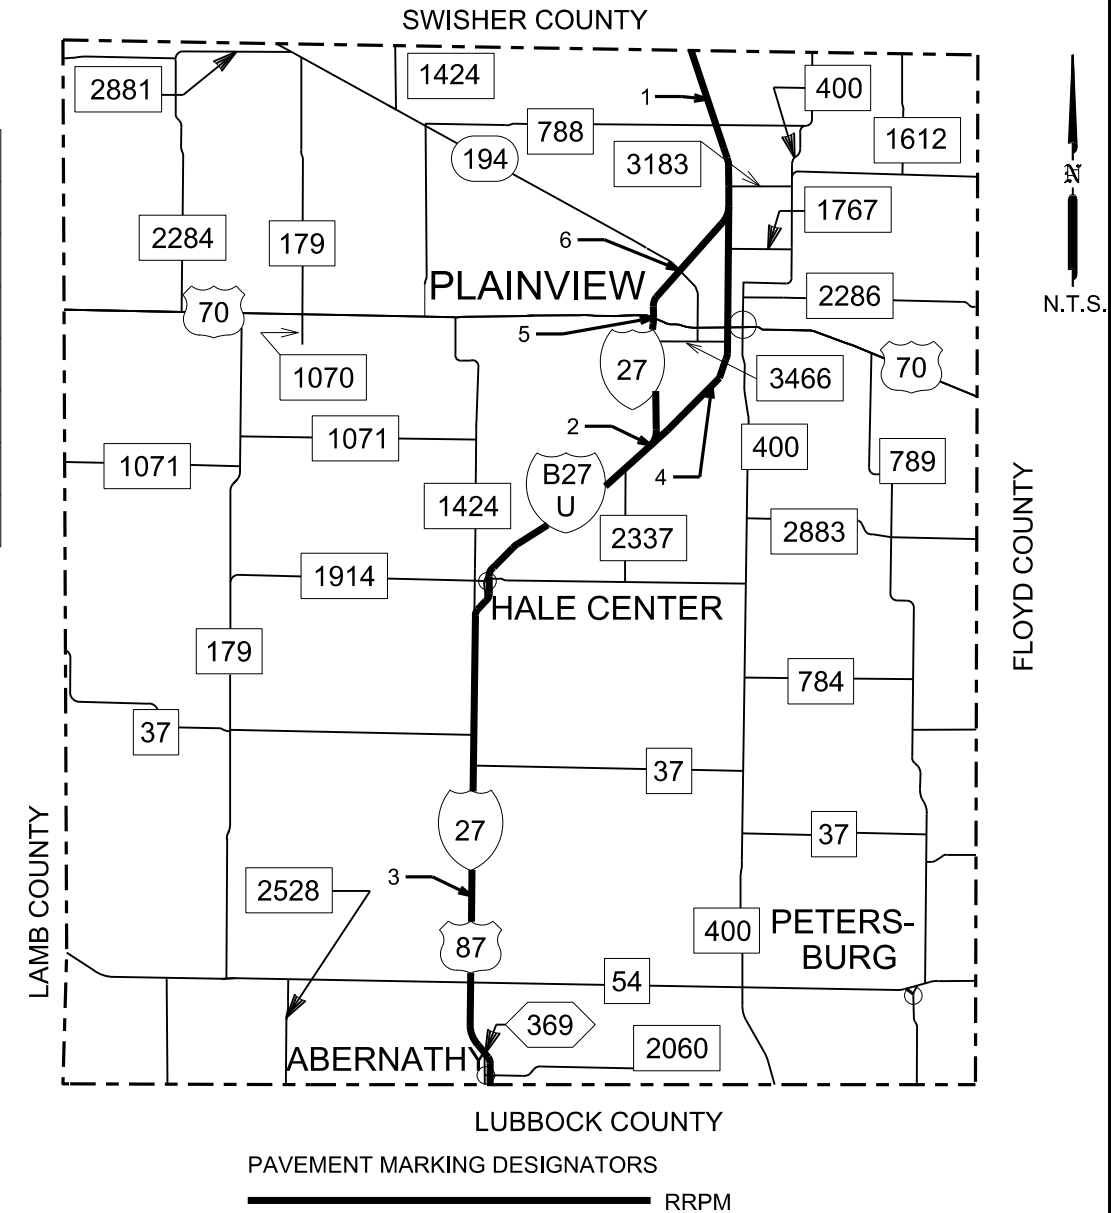 SWISHER COUNTY
2881
1424
400
1
788
1612
194
3183
2284
179
1767
6
PLAINVIEW
2286
N
N.T.S.
70
5
27
70
1070
3466
1071
1071
2
400
789
B27
U
4
1424
2337
2883
1914
HALE CENTER
FLOYD COUNTY
179
784
37
37
27
37
LAMB COUNTY
3
2528
87
400
PETERS-
BURG
54
369
ABERNATHY
2060
LUBBOCK COUNTY
PAVEMENT MARKING DESIGNATORS
RRPM